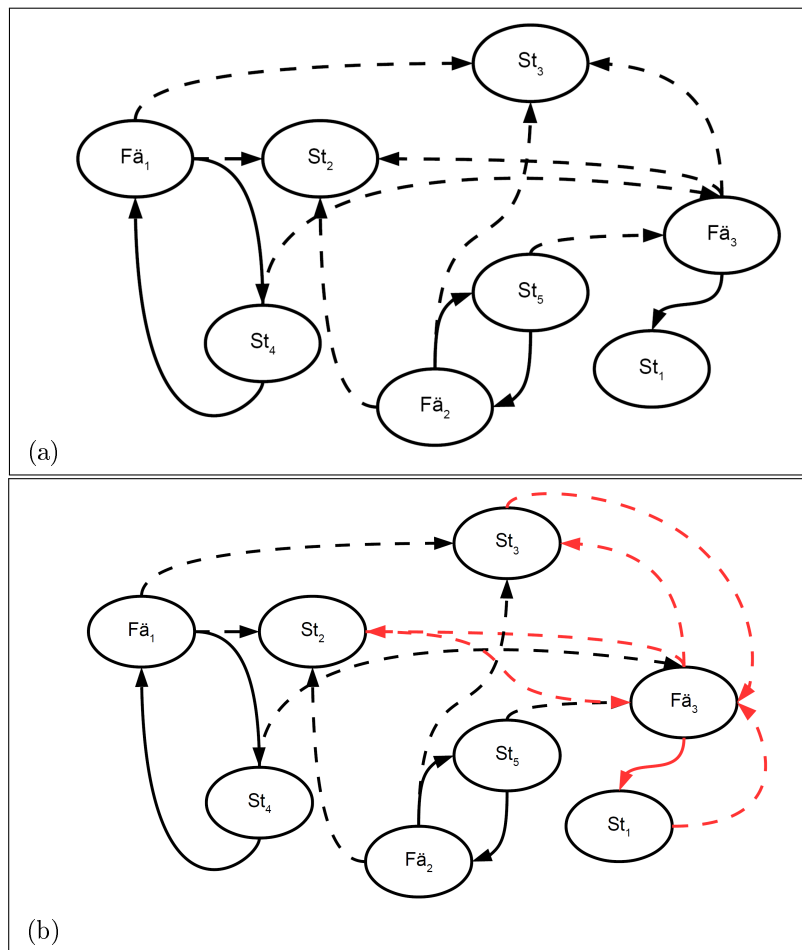 St₃
Fä₁
St₂
Fä₃
St₅
St₄
St₁
Fä₂
(a)
St₃
Fä₁
St₂
Fä₃
St₅
St₄
St₁
Fä₂
(b)